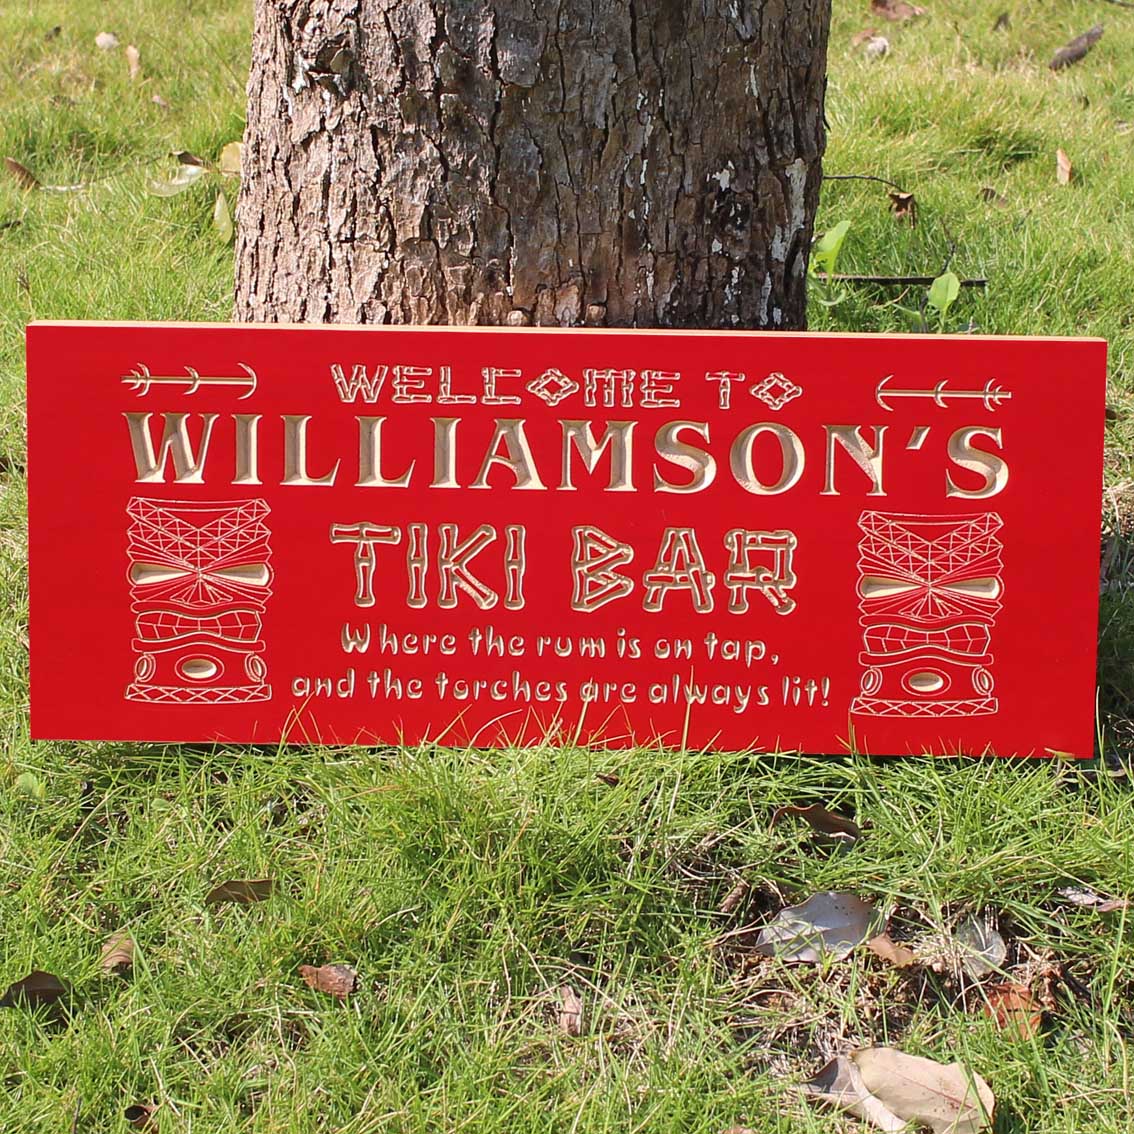 WELCOME TO
WILLIAMSON'S
TIKI BAR
Where the rum is on tap,
and the torches are always lit!